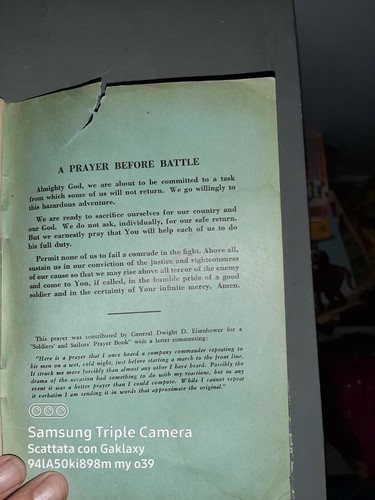 A PRAYER BEFORE BATTLE
Almighty God, we are about to be committed to a task
from which some of us will not return. We go willingly to
this hazardous adventure.
We are ready to sacrifice ourselves for our country and
our God. We do not ask, individually, for our safe return.
But we earnestly pray that You will help each of us to do
his full duty.
Permit none of us to fail a comrade in the fight. Above all,
sustain us in our conviction of the justice and righteousness
of our cause so that we may rise above all terror of the enemy
and come to You, if called, in the humble pride of a good
soldier and in the certainty of Your infinite mercy. Amen.
This prayer was contributed by General Dwight D. Eisenhower for a
"Soldiers' and Sailors' Prayer Book" with a letter commenting:
"Here is a prayer that I once heard a company commander repeating to
his men on a wet, cold night, just before starting a march to the front line.
It struck me more forcibly than almost any other I have heard. Possibly the
drama of the occasion had something to do with my reactions, but in any
event it was a better prayer than I could compose. While I cannot repeat
it verbatim I am sending it in words that approximate the original."
Samsung Triple Camera
Scattata con Gaklaxy
94lA50ki898m my o39